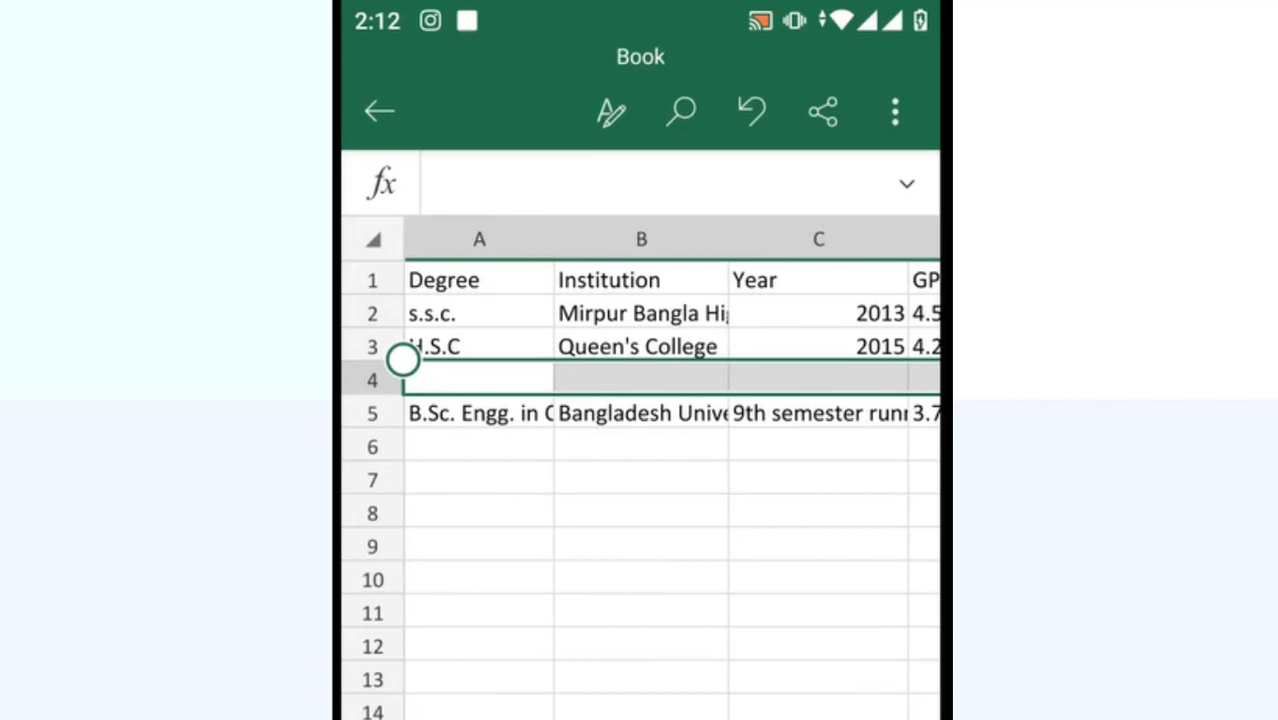 2:12
Book
fx
A B C
1 Degree Institution Year GP
2 s.s.c. Mirpur Bangla Hi 2013 4.5
3 H.S.C Queen's College 2015 4.2
4
5 B.Sc. Engg. in Bangladesh Unive 9th semester run 3.7
6
7
8
9
10
11
12
13
14